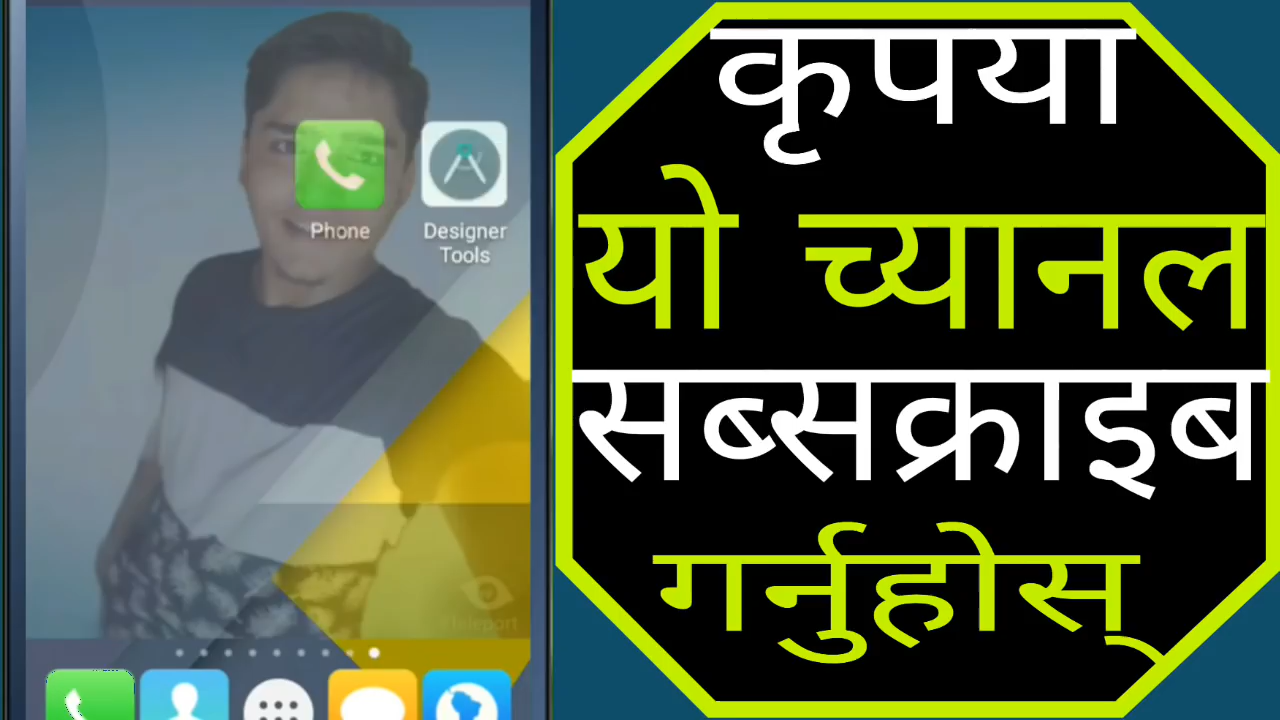 कृपया
यो च्यानल
सब्सक्राइब
गर्नुहोस्
Phone
Designer
Tools